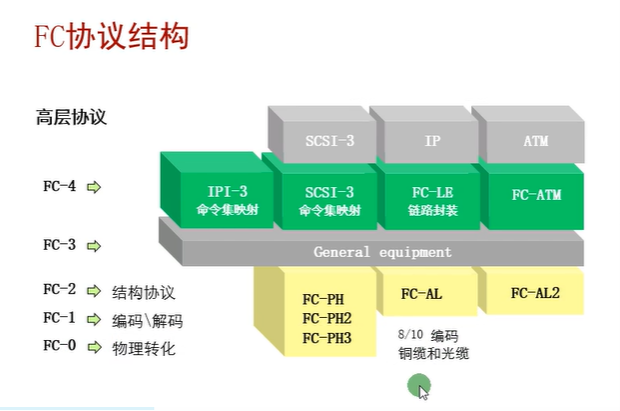 FC协议结构
高层协议
SCSI-3
IP
ATM
FC-4
IPI-3
命令集映射
SCSI-3
命令集映射
FC-LE
链路封装
FC-ATM
FC-3
General equipment
FC-2
结构协议
FC-1
编码\解码
FC-0
物理转化
FC-PH
FC-PH2
FC-PH3
FC-AL
FC-AL2
8/10 编码
铜缆和光缆